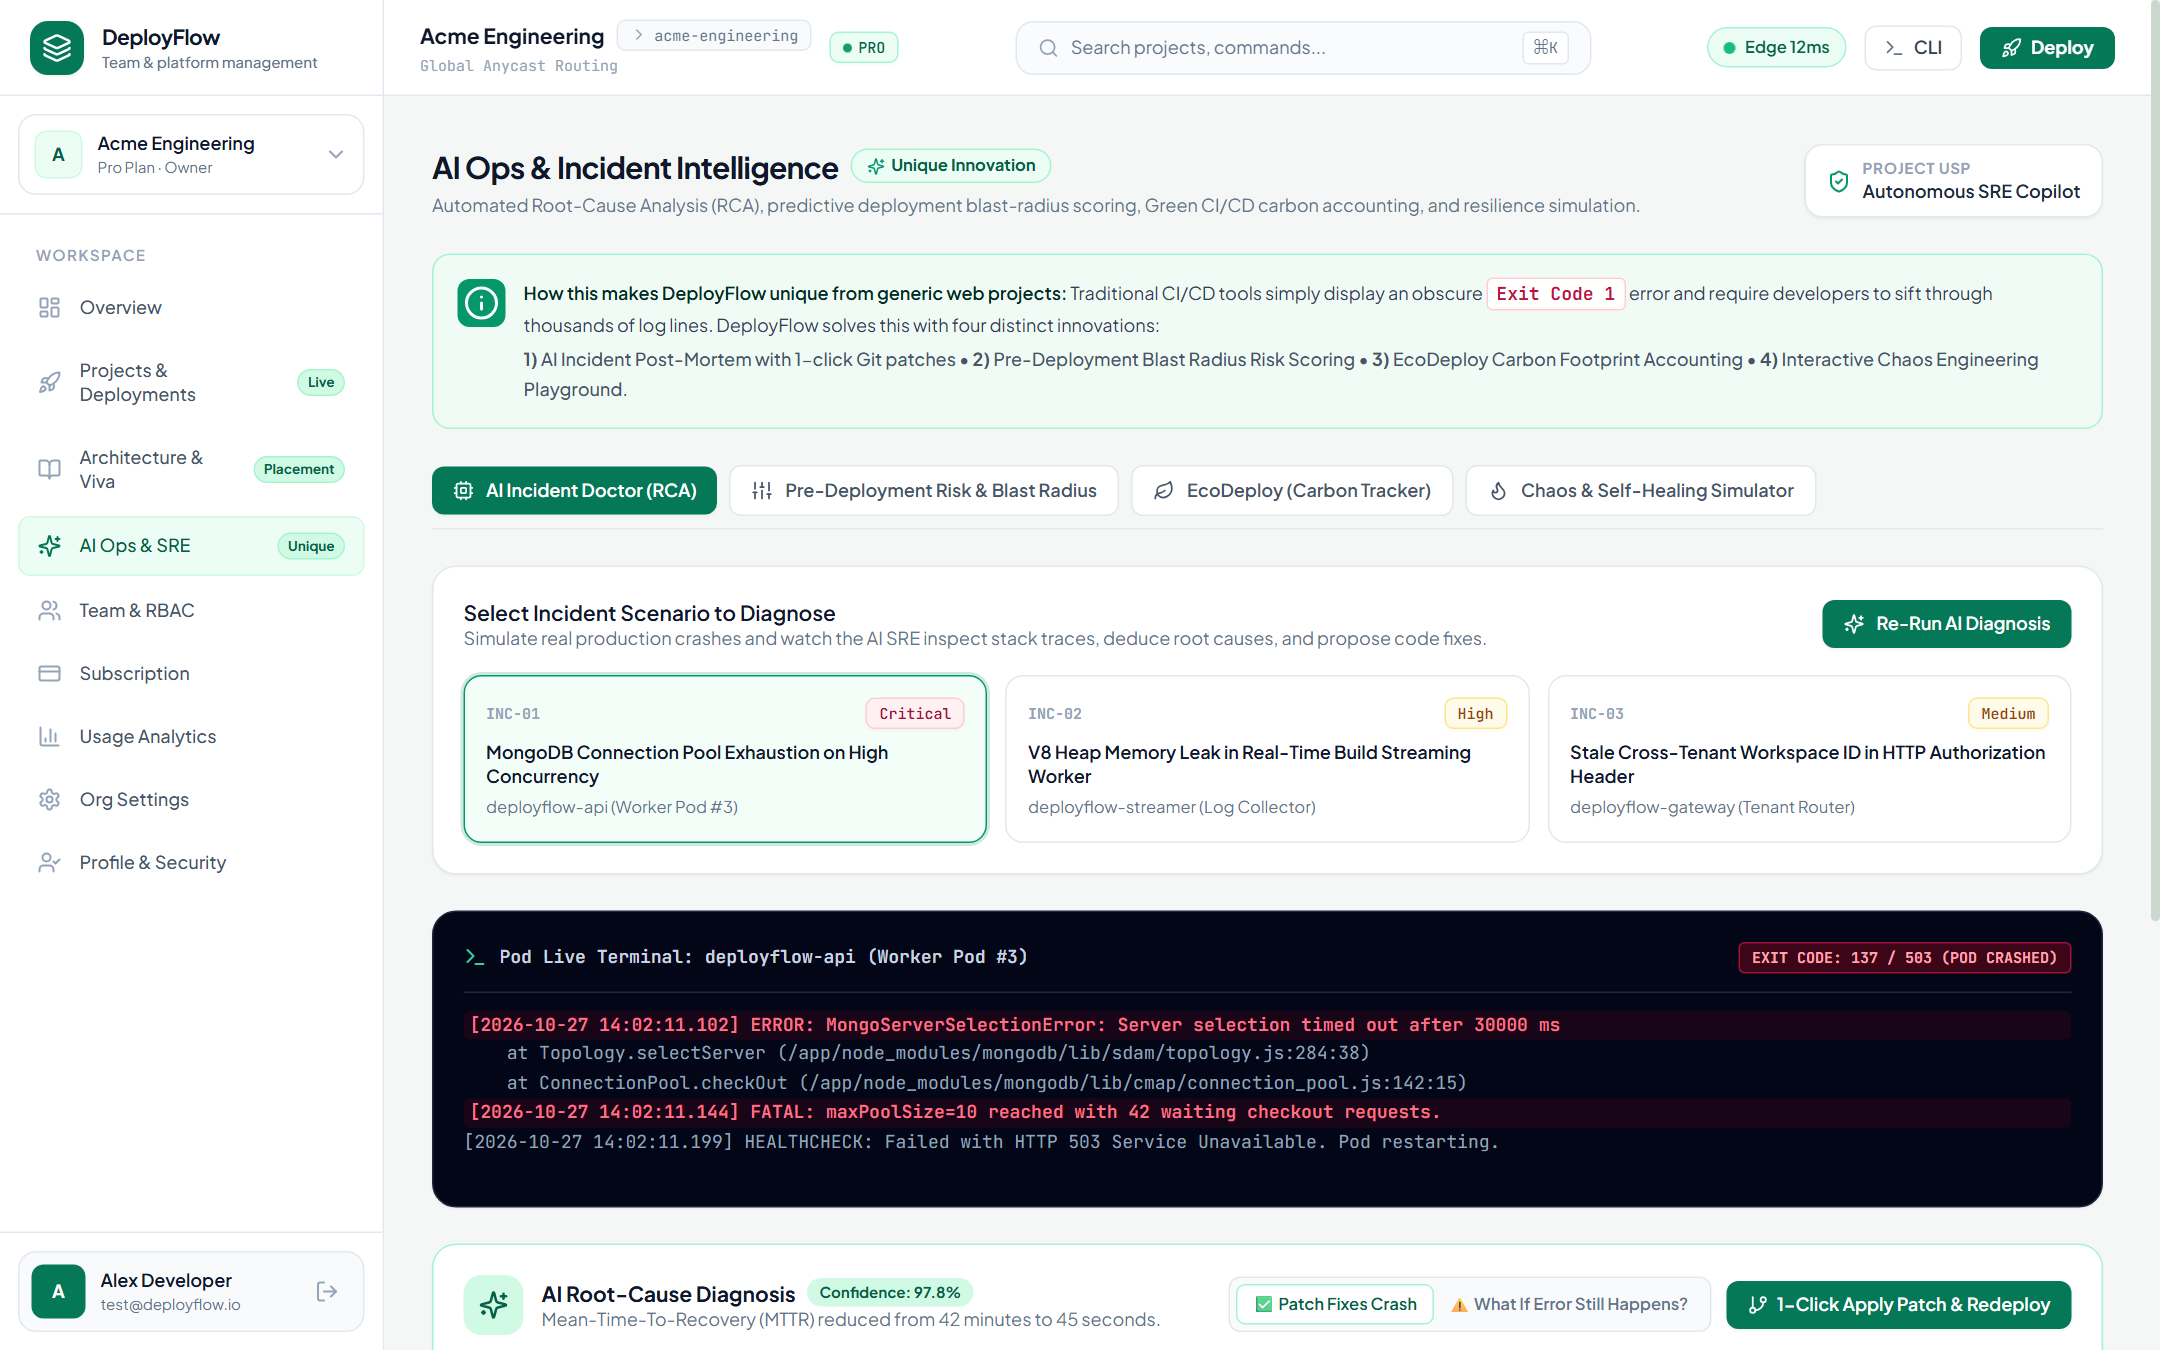 DeployFlow
Team & platform management
Acme Engineering
acme-engineering
PRO
Global Anycast Routing
Search projects, commands...
⌘K
Edge 12ms
CLI
Deploy
A
Acme Engineering
Pro Plan · Owner
WORKSPACE
Overview
Projects &
Deployments
Live
Architecture &
Viva
Placement
AI Ops & SRE
Unique
Team & RBAC
Subscription
Usage Analytics
Org Settings
Profile & Security
A
Alex Developer
test@deployflow.io
AI Ops & Incident Intelligence
Unique Innovation
Automated Root-Cause Analysis (RCA), predictive deployment blast-radius scoring, Green CI/CD carbon accounting, and resilience simulation.
PROJECT USP
Autonomous SRE Copilot
How this makes DeployFlow unique from generic web projects: Traditional CI/CD tools simply display an obscure Exit Code 1 error and require developers to sift through
thousands of log lines. DeployFlow solves this with four distinct innovations:
1) AI Incident Post-Mortem with 1-click Git patches • 2) Pre-Deployment Blast Radius Risk Scoring • 3) EcoDeploy Carbon Footprint Accounting • 4) Interactive Chaos Engineering
Playground.
AI Incident Doctor (RCA)
Pre-Deployment Risk & Blast Radius
EcoDeploy (Carbon Tracker)
Chaos & Self-Healing Simulator
Select Incident Scenario to Diagnose
Simulate real production crashes and watch the AI SRE inspect stack traces, deduce root causes, and propose code fixes.
Re-Run AI Diagnosis
INC-01
Critical
MongoDB Connection Pool Exhaustion on High
Concurrency
deployflow-api (Worker Pod #3)
INC-02
High
V8 Heap Memory Leak in Real-Time Build Streaming
Worker
deployflow-streamer (Log Collector)
INC-03
Medium
Stale Cross-Tenant Workspace ID in HTTP Authorization
Header
deployflow-gateway (Tenant Router)
Pod Live Terminal: deployflow-api (Worker Pod #3)
EXIT CODE: 137 / 503 (POD CRASHED)
[2026-10-27 14:02:11.102] ERROR: MongoServerSelectionError: Server selection timed out after 30000 ms
at Topology.selectServer (/app/node_modules/mongodb/lib/sdam/topology.js:284:38)
at ConnectionPool.checkOut (/app/node_modules/mongodb/lib/cmap/connection_pool.js:142:15)
[2026-10-27 14:02:11.144] FATAL: maxPoolSize=10 reached with 42 waiting checkout requests.
[2026-10-27 14:02:11.199] HEALTHCHECK: Failed with HTTP 503 Service Unavailable. Pod restarting.
AI Root-Cause Diagnosis
Confidence: 97.8%
Mean-Time-To-Recovery (MTTR) reduced from 42 minutes to 45 seconds.
✅ Patch Fixes Crash
⚠️ What If Error Still Happens?
1-Click Apply Patch & Redeploy